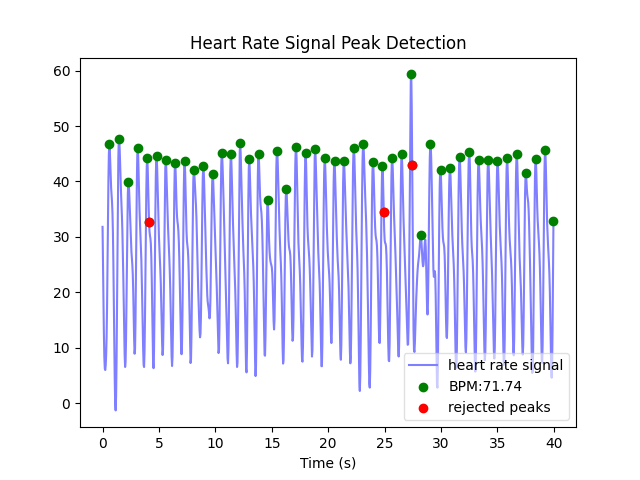 Heart Rate Signal Peak Detection
60
50
40
30
20
10
0
heart rate signal
BPM:71.74
rejected peaks
0 5 10 15 20 25 30 35 40
Time (s)